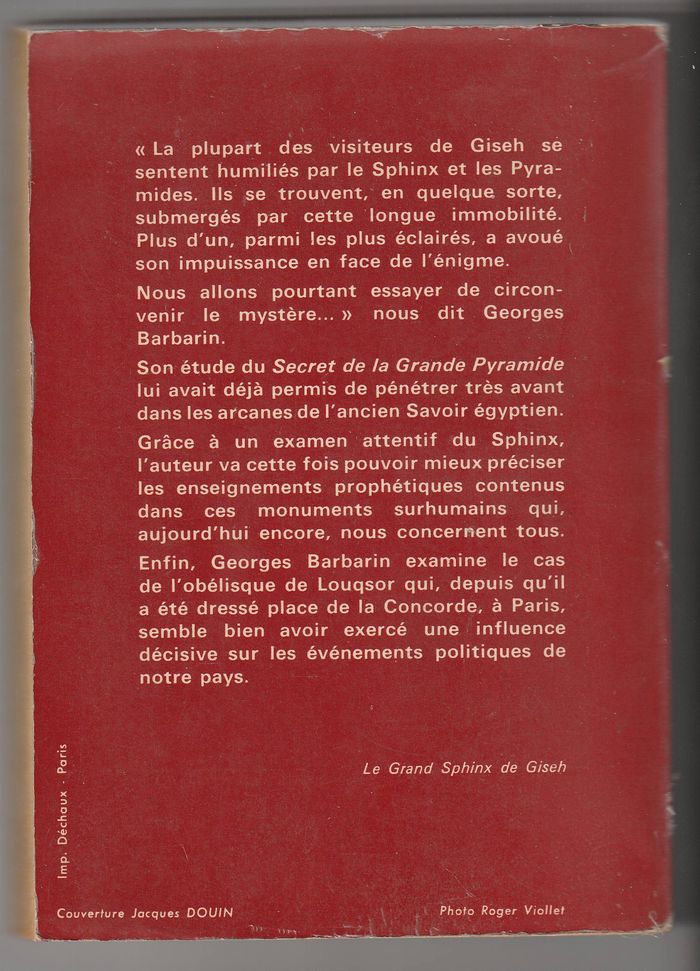 « La plupart des visiteurs de Giseh se
sentent humiliés par le Sphinx et les Pyra-
mides. Ils se trouvent, en quelque sorte,
submergés par cette longue immobilité.
Plus d'un, parmi les plus éclairés, a avoué
son impuissance en face de l'énigme.
Nous allons pourtant essayer de circon-
venir le mystère... » nous dit Georges
Barbarin.
Son étude du Secret de la Grande Pyramide
lui avait déjà permis de pénétrer très avant
dans les arcanes de l'ancien Savoir égyptien.
Grâce à un examen attentif du Sphinx,
l'auteur va cette fois pouvoir mieux préciser
les enseignements prophétiques contenus
dans ces monuments surhumains qui,
aujourd'hui encore, nous concernent tous.
Enfin, Georges Barbarin examine le cas
de l'obélisque de Louqsor qui, depuis qu'il
a été dressé place de la Concorde, à Paris,
semble bien avoir exercé une influence
décisive sur les événements politiques de
notre pays.
Le Grand Sphinx de Giseh
Imp. Déchaux - Paris
Couverture Jacques DOUIN
Photo Roger Viollet